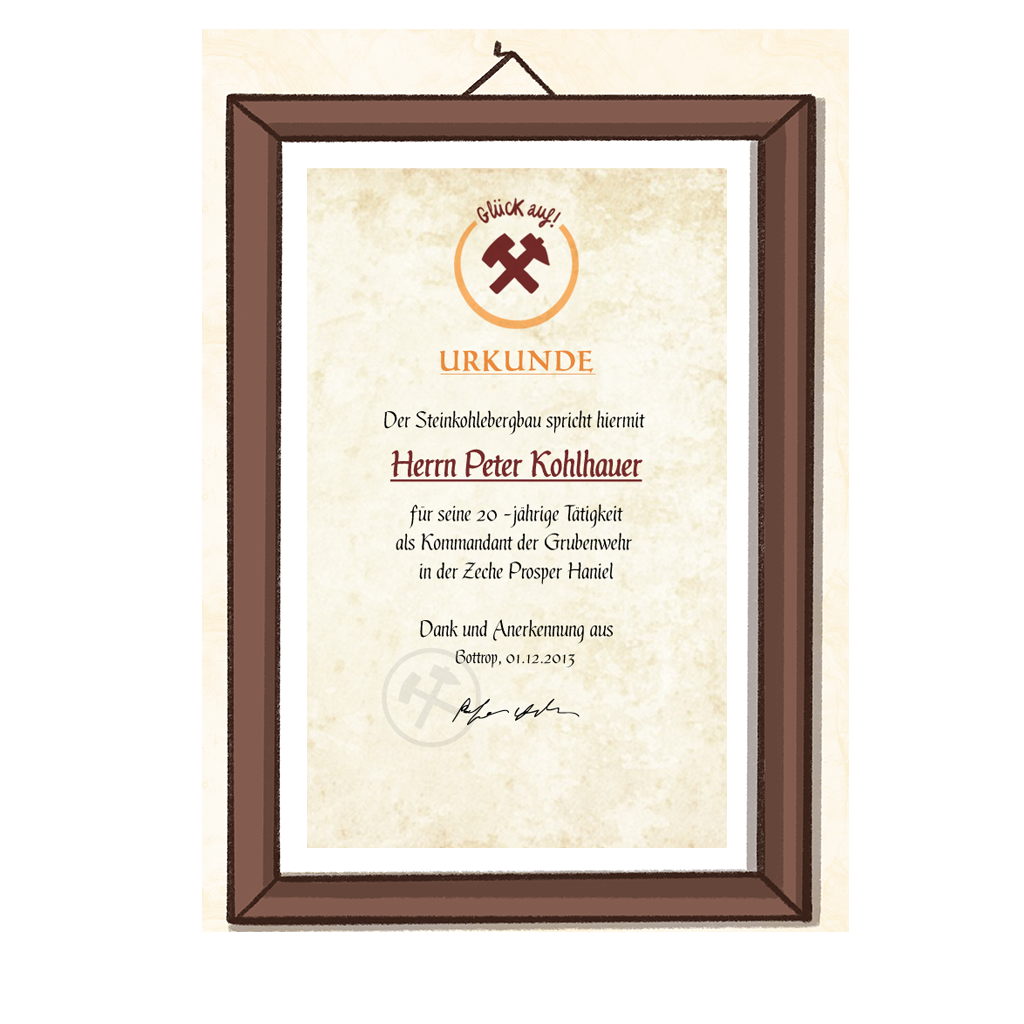 Glück auf!
URKUNDE
Der Steinkohlebergbau spricht hiermit
Herrn Peter Kohlhauer
für seine 20 -jährige Tätigkeit
als Kommandant der Grubenwehr
in der Zeche Prosper Haniel
Dank und Anerkennung aus
Bottrop, 01.12.2013